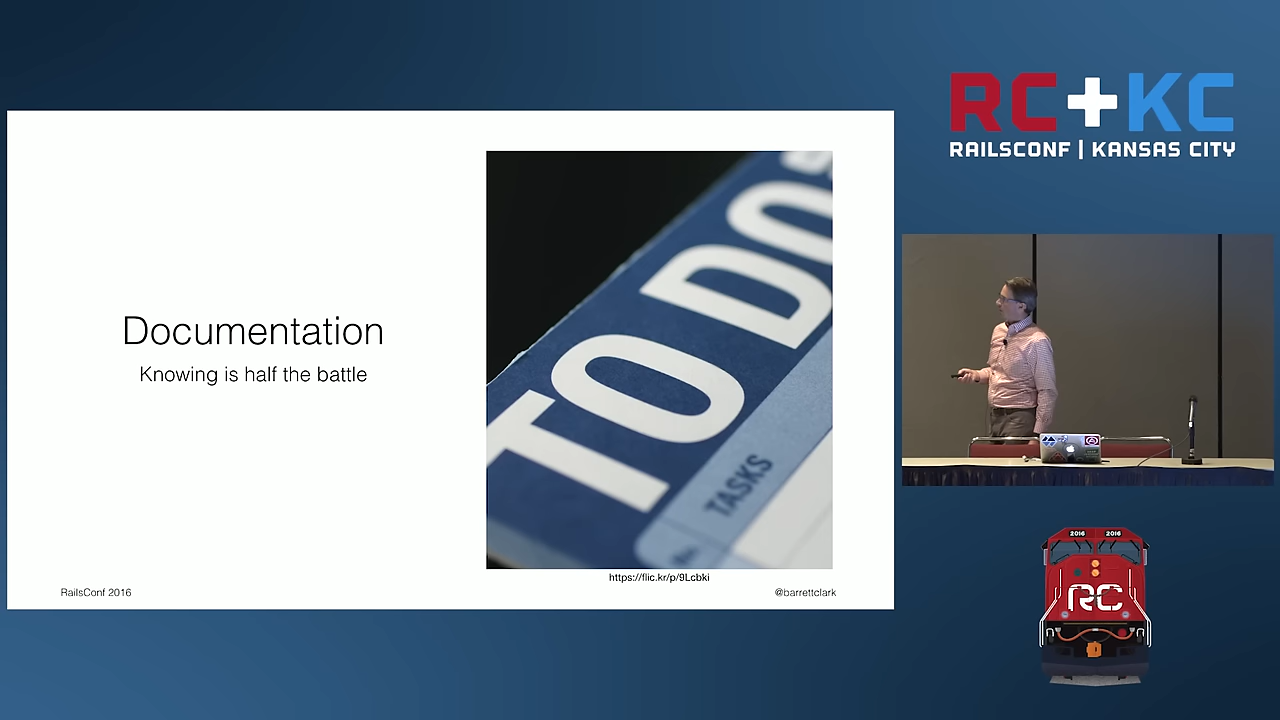 RC+KC
RAILSCONF | KANSAS CITY
Documentation
Knowing is half the battle
TO DO
TASKS
https://flic.kr/p/9Lcbki
RailsConf 2016
@barrettclark
2016
2016
RC